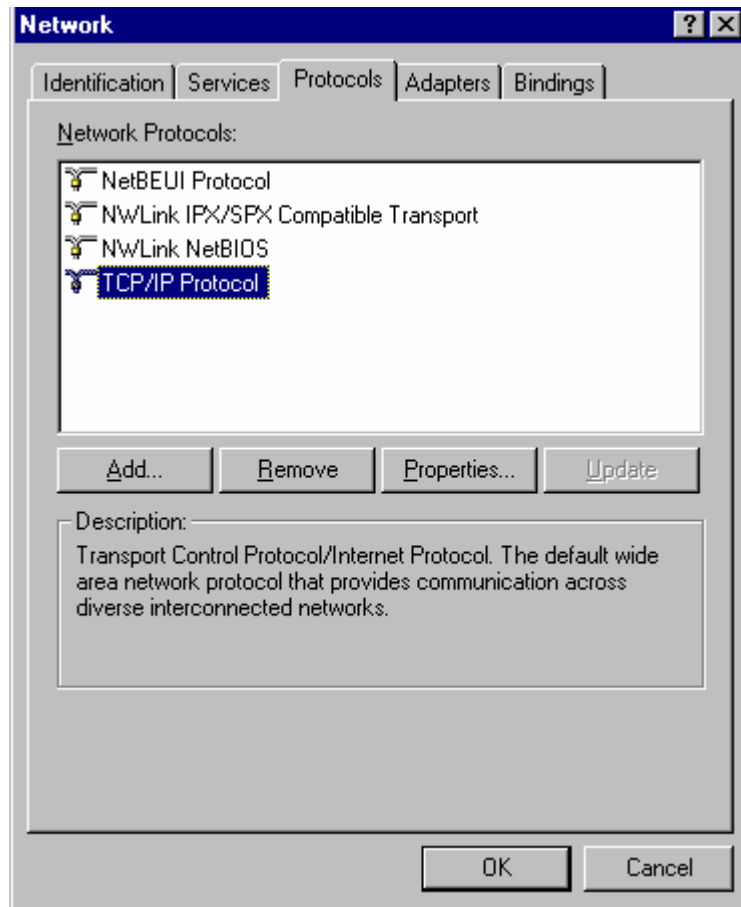 Network
Identification Services Protocols Adapters Bindings
Network Protocols:
NetBEUI Protocol
NWLink IPX/SPX Compatible Transport
NWLink NetBIOS
TCP/IP Protocol
Add... Remove Properties... Update
Description:
Transport Control Protocol/Internet Protocol. The default wide
area network protocol that provides communication across
diverse interconnected networks.
OK Cancel